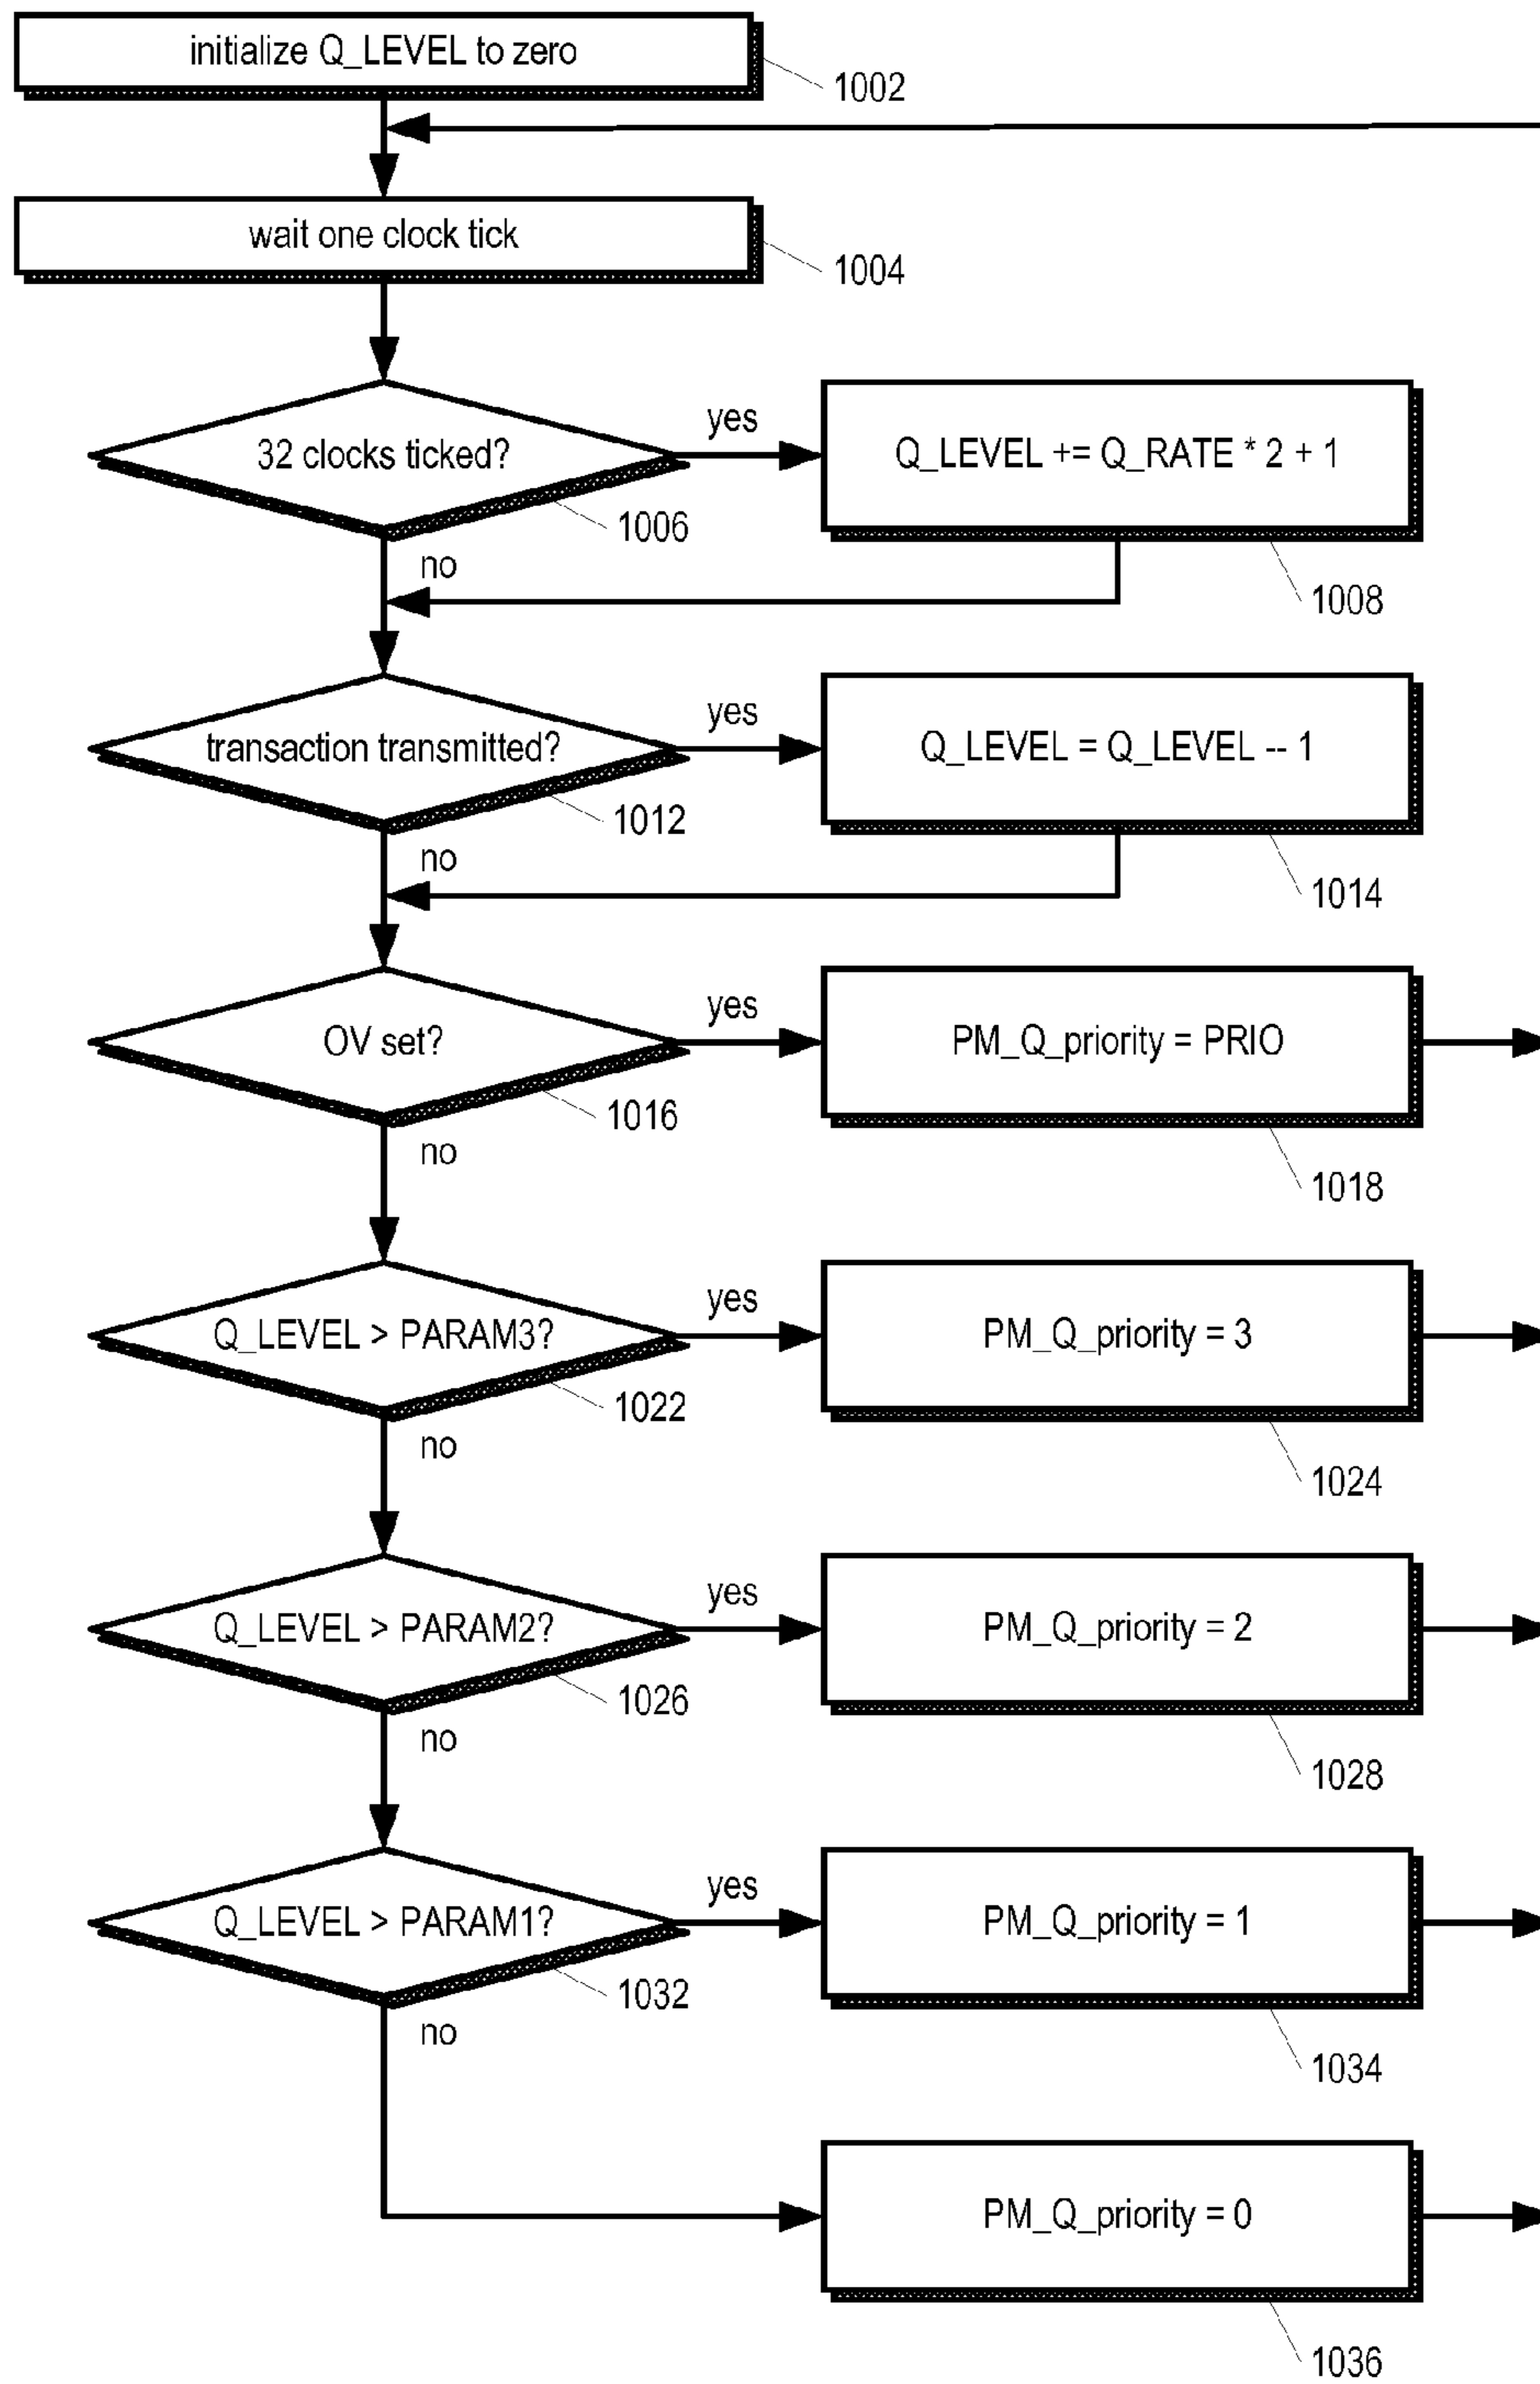 initialize Q_LEVEL to zero
1002
wait one clock tick
1004
32 clocks ticked?
yes
Q_LEVEL += Q_RATE * 2 + 1
1006
no
1008
transaction transmitted?
yes
Q_LEVEL = Q_LEVEL -- 1
1012
no
1014
OV set?
yes
PM_Q_priority = PRIO
1016
no
1018
Q_LEVEL > PARAM3?
yes
PM_Q_priority = 3
1022
no
1024
Q_LEVEL > PARAM2?
yes
PM_Q_priority = 2
1026
no
1028
Q_LEVEL > PARAM1?
yes
PM_Q_priority = 1
1032
no
1034
PM_Q_priority = 0
1036